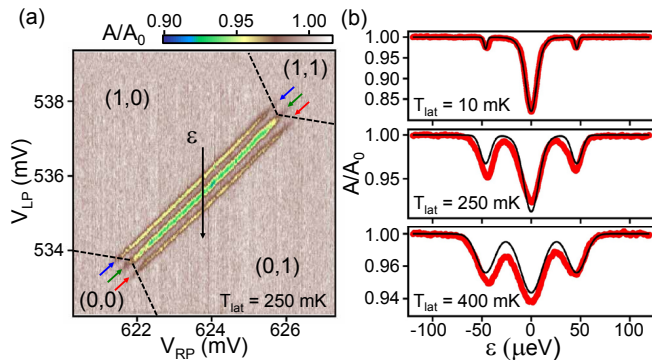 (a)
A/A₀
0.90 0.95 1.00
(1,0)
(1,1)
ε
(0,0)
(0,1)
T_lat = 250 mK
V_LP (mV)
538
536
534
622 624 626
V_RP (mV)
(b)
1.00
0.95
0.90
0.85
T_lat = 10 mK
A/A₀
1.00
0.95
T_lat = 250 mK
1.00
0.96
0.94
T_lat = 400 mK
-100 -50 0 50 100
ε (μeV)